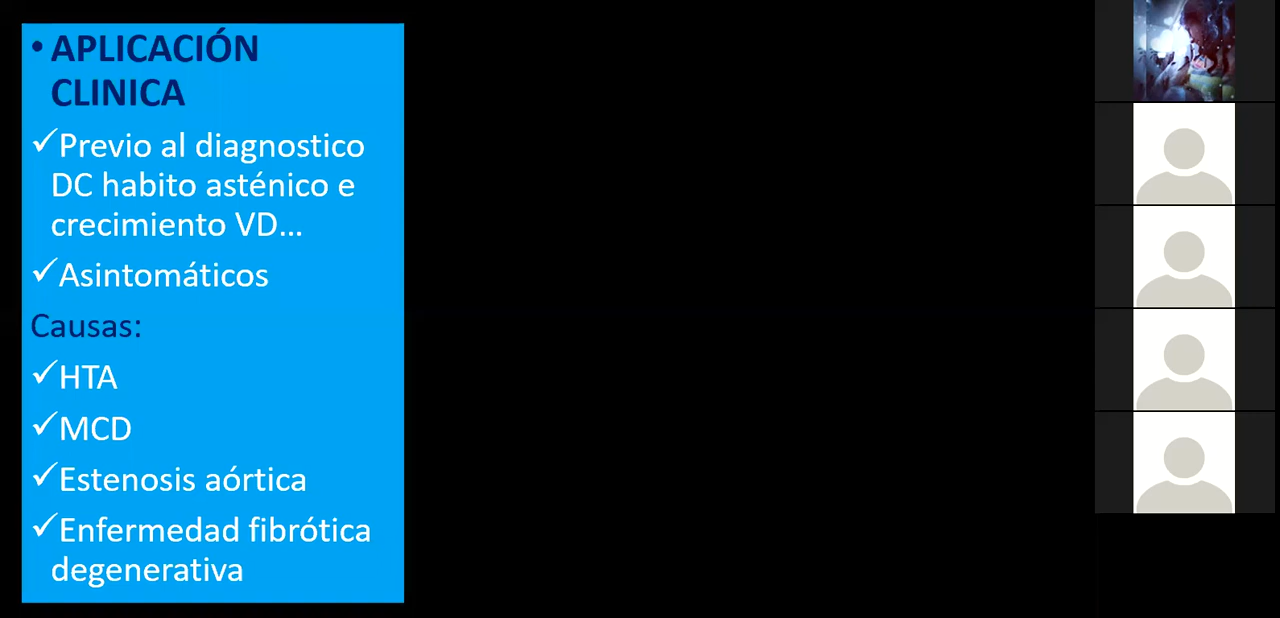 • APLICACIÓN
CLINICA
✓Previo al diagnostico
DC habito asténico e
crecimiento VD...
✓Asintomáticos
Causas:
✓HTA
✓MCD
✓Estenosis aórtica
✓Enfermedad fibrótica
degenerativa